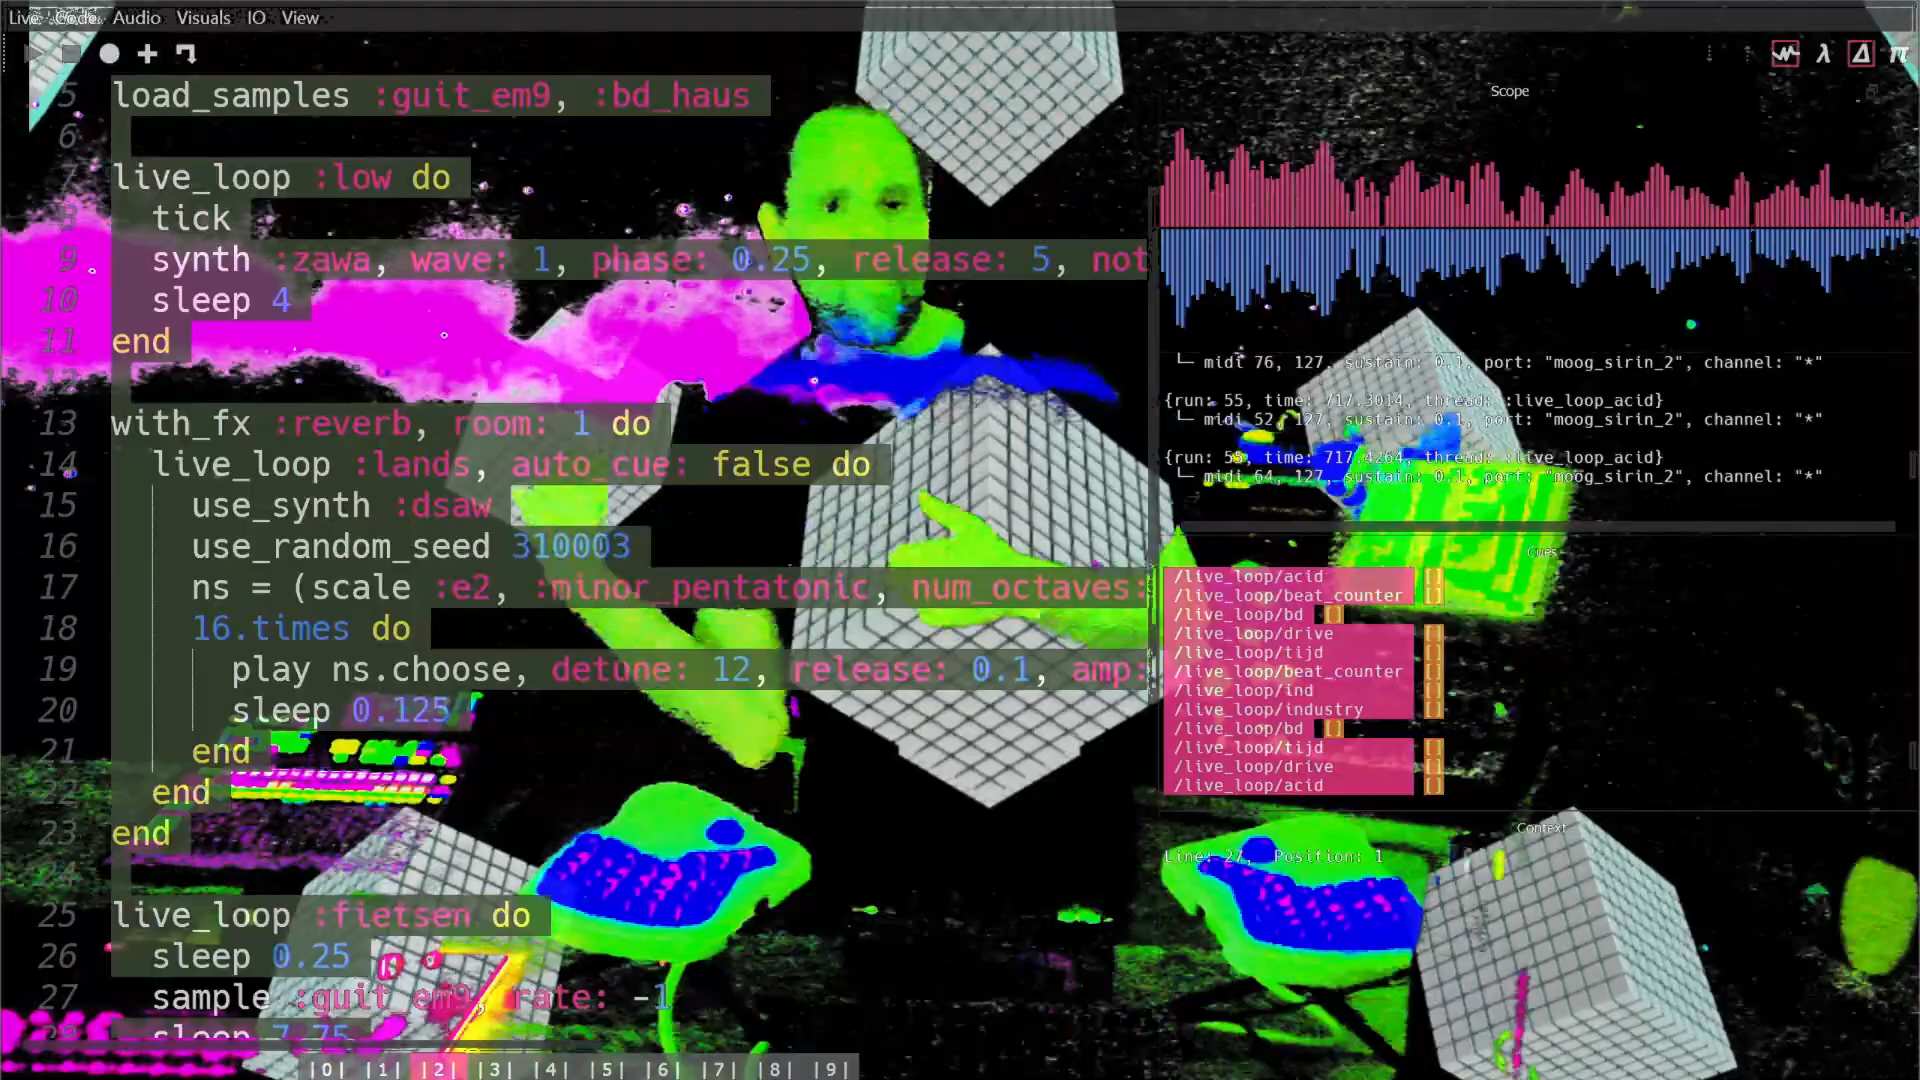 Live Code Audio Visuals IO View
5 load_samples :guit_em9, :bd_haus
6
7 live_loop :low do
8 tick
9 synth :zawa, wave: 1, phase: 0.25, release: 5, not
10 sleep 4
11 end
12
13 with_fx :reverb, room: 1 do
14 live_loop :lands, auto_cue: false do
15 use_synth :dsaw
16 use_random_seed 310003
17 ns = (scale :e2, :minor_pentatonic, num_octaves:
18 16.times do
19 play ns.choose, detune: 12, release: 0.1, amp:
20 sleep 0.125
21 end
22 end
23 end
24
25 live_loop :fietsen do
26 sleep 0.25
27 sample :guit_em9, rate: -1
28 sleep 7.75
|0| |1| |2| |3| |4| |5| |6| |7| |8| |9|
λ Δ π
Scope
└─ midi 76, 127, sustain: 0.1, port: "moog_sirin_2", channel: "*"
{run: 55, time: 717.3014, thread: :live_loop_acid}
└─ midi 52, 127, sustain: 0.1, port: "moog_sirin_2", channel: "*"
{run: 55, time: 717.4264, thread: :live_loop_acid}
└─ midi 64, 127, sustain: 0.1, port: "moog_sirin_2", channel: "*"
Cues
/live_loop/acid []
/live_loop/beat_counter []
/live_loop/bd []
/live_loop/drive []
/live_loop/tijd []
/live_loop/beat_counter []
/live_loop/ind []
/live_loop/industry []
/live_loop/bd []
/live_loop/tijd []
/live_loop/drive []
/live_loop/acid []
Context
Line: 27, Position: 1